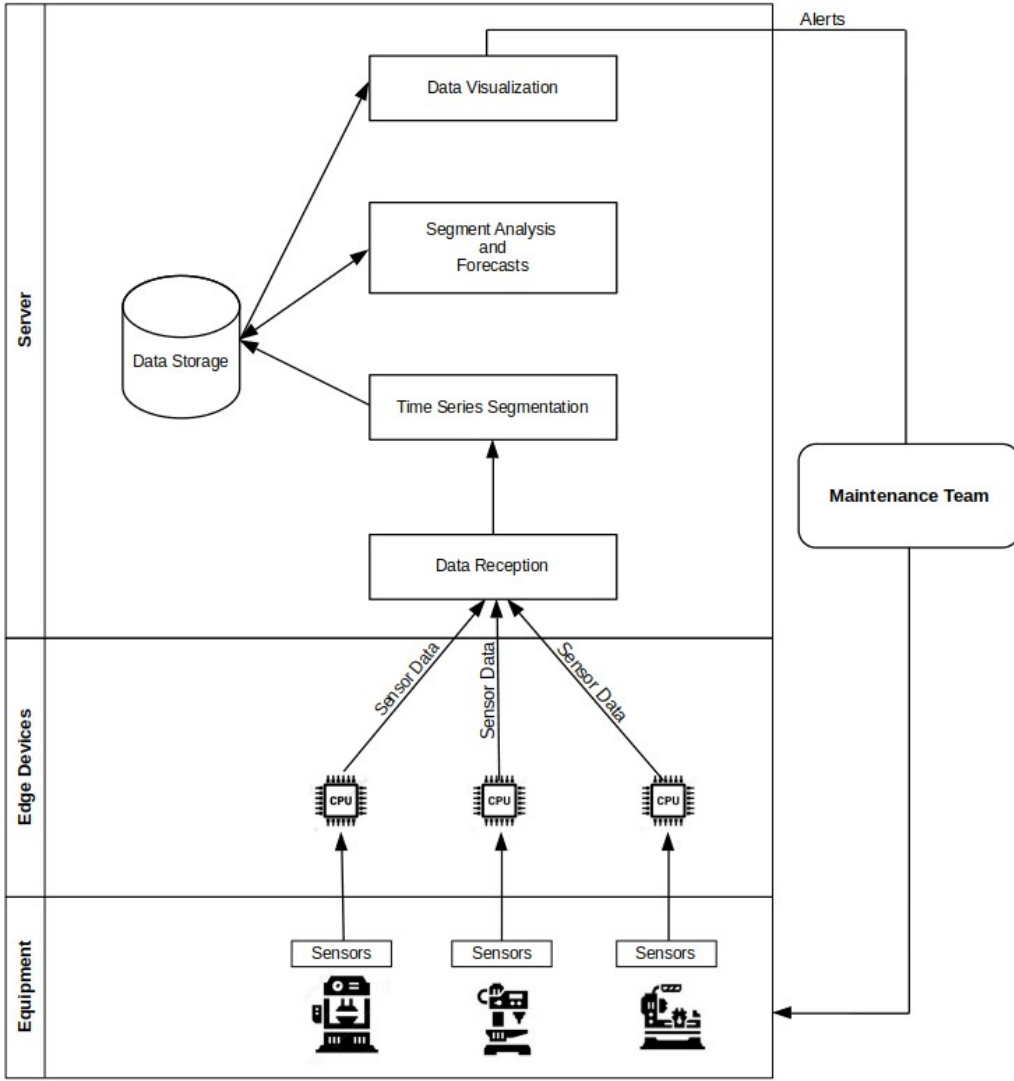 Alerts
Data Visualization
Segment Analysis
and
Forecasts
Server
Data Storage
Time Series Segmentation
Maintenance Team
Data Reception
Sensor Data
Sensor Data
Sensor Data
Edge Devices
CPU
CPU
CPU
Equipment
Sensors
Sensors
Sensors